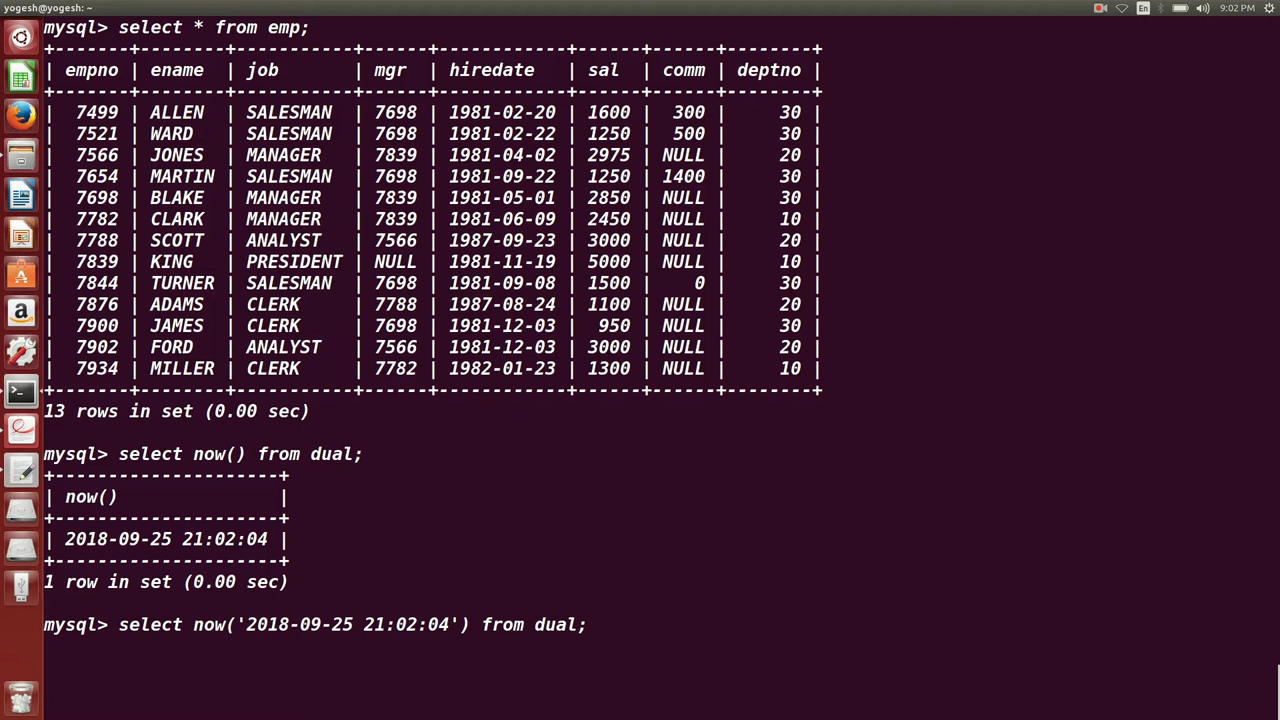 yogesh@yogesh: ~
En
9:02 PM
mysql> select * from emp;
+-------+--------+-----------+------+------------+------+------+--------+
| empno | ename  | job       | mgr  | hiredate   | sal  | comm | deptno |
+-------+--------+-----------+------+------------+------+------+--------+
|  7499 | ALLEN  | SALESMAN  | 7698 | 1981-02-20 | 1600 |  300 |     30 |
|  7521 | WARD   | SALESMAN  | 7698 | 1981-02-22 | 1250 |  500 |     30 |
|  7566 | JONES  | MANAGER   | 7839 | 1981-04-02 | 2975 | NULL |     20 |
|  7654 | MARTIN | SALESMAN  | 7698 | 1981-09-22 | 1250 | 1400 |     30 |
|  7698 | BLAKE  | MANAGER   | 7839 | 1981-05-01 | 2850 | NULL |     30 |
|  7782 | CLARK  | MANAGER   | 7839 | 1981-06-09 | 2450 | NULL |     10 |
|  7788 | SCOTT  | ANALYST   | 7566 | 1987-09-23 | 3000 | NULL |     20 |
|  7839 | KING   | PRESIDENT | NULL | 1981-11-19 | 5000 | NULL |     10 |
|  7844 | TURNER | SALESMAN  | 7698 | 1981-09-08 | 1500 |    0 |     30 |
|  7876 | ADAMS  | CLERK     | 7788 | 1987-08-24 | 1100 | NULL |     20 |
|  7900 | JAMES  | CLERK     | 7698 | 1981-12-03 |  950 | NULL |     30 |
|  7902 | FORD   | ANALYST   | 7566 | 1981-12-03 | 3000 | NULL |     20 |
|  7934 | MILLER | CLERK     | 7782 | 1982-01-23 | 1300 | NULL |     10 |
+-------+--------+-----------+------+------------+------+------+--------+
13 rows in set (0.00 sec)
mysql> select now() from dual;
+---------------------+
| now()               |
+---------------------+
| 2018-09-25 21:02:04 |
+---------------------+
1 row in set (0.00 sec)
mysql> select now('2018-09-25 21:02:04') from dual;